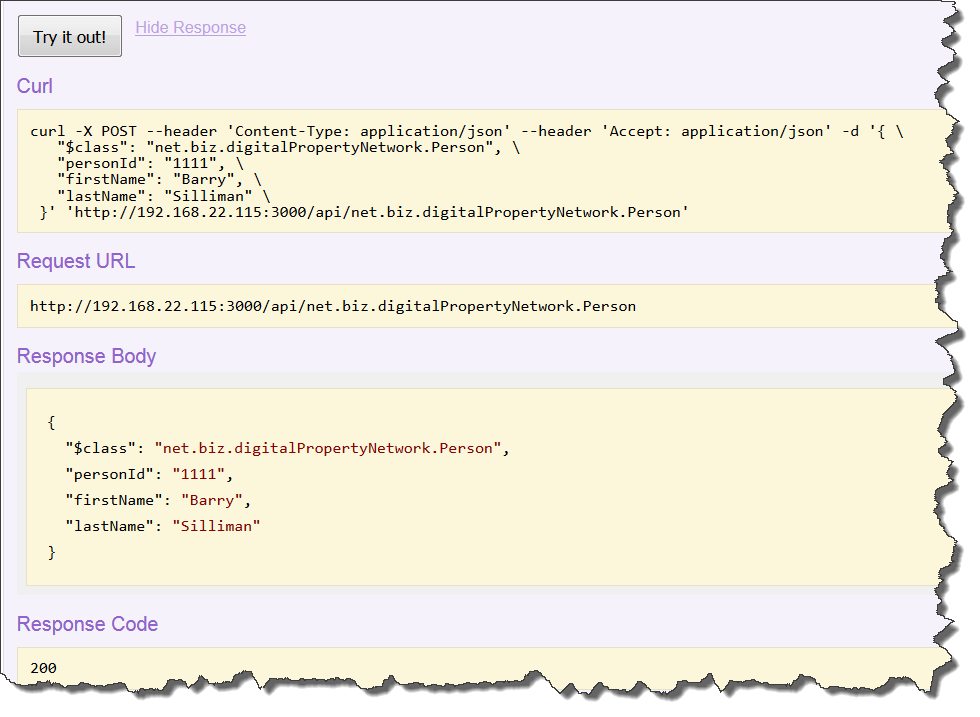 Try it out!
Hide Response
Curl
curl -X POST --header 'Content-Type: application/json' --header 'Accept: application/json' -d '{ \
"$class": "net.biz.digitalPropertyNetwork.Person", \
"personId": "1111", \
"firstName": "Barry", \
"lastName": "Silliman" \
}' 'http://192.168.22.115:3000/api/net.biz.digitalPropertyNetwork.Person'
Request URL
http://192.168.22.115:3000/api/net.biz.digitalPropertyNetwork.Person
Response Body
{
"$class": "net.biz.digitalPropertyNetwork.Person",
"personId": "1111",
"firstName": "Barry",
"lastName": "Silliman"
}
Response Code
200